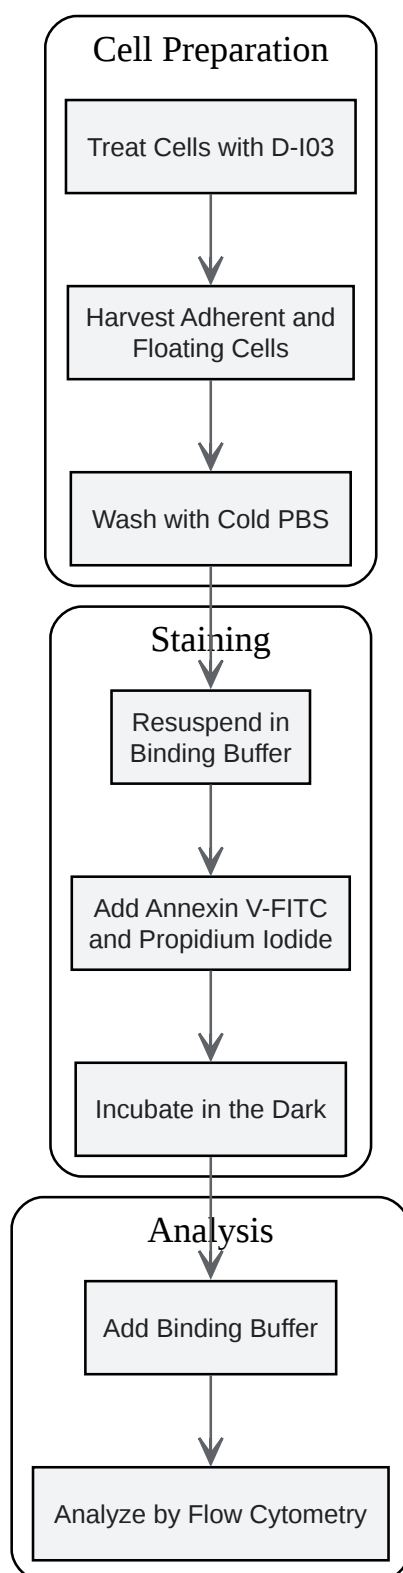 Cell Preparation
Treat Cells with D-I03
Harvest Adherent and
Floating Cells
Wash with Cold PBS
Staining
Resuspend in
Binding Buffer
Add Annexin V-FITC
and Propidium Iodide
Incubate in the Dark
Analysis
Add Binding Buffer
Analyze by Flow Cytometry